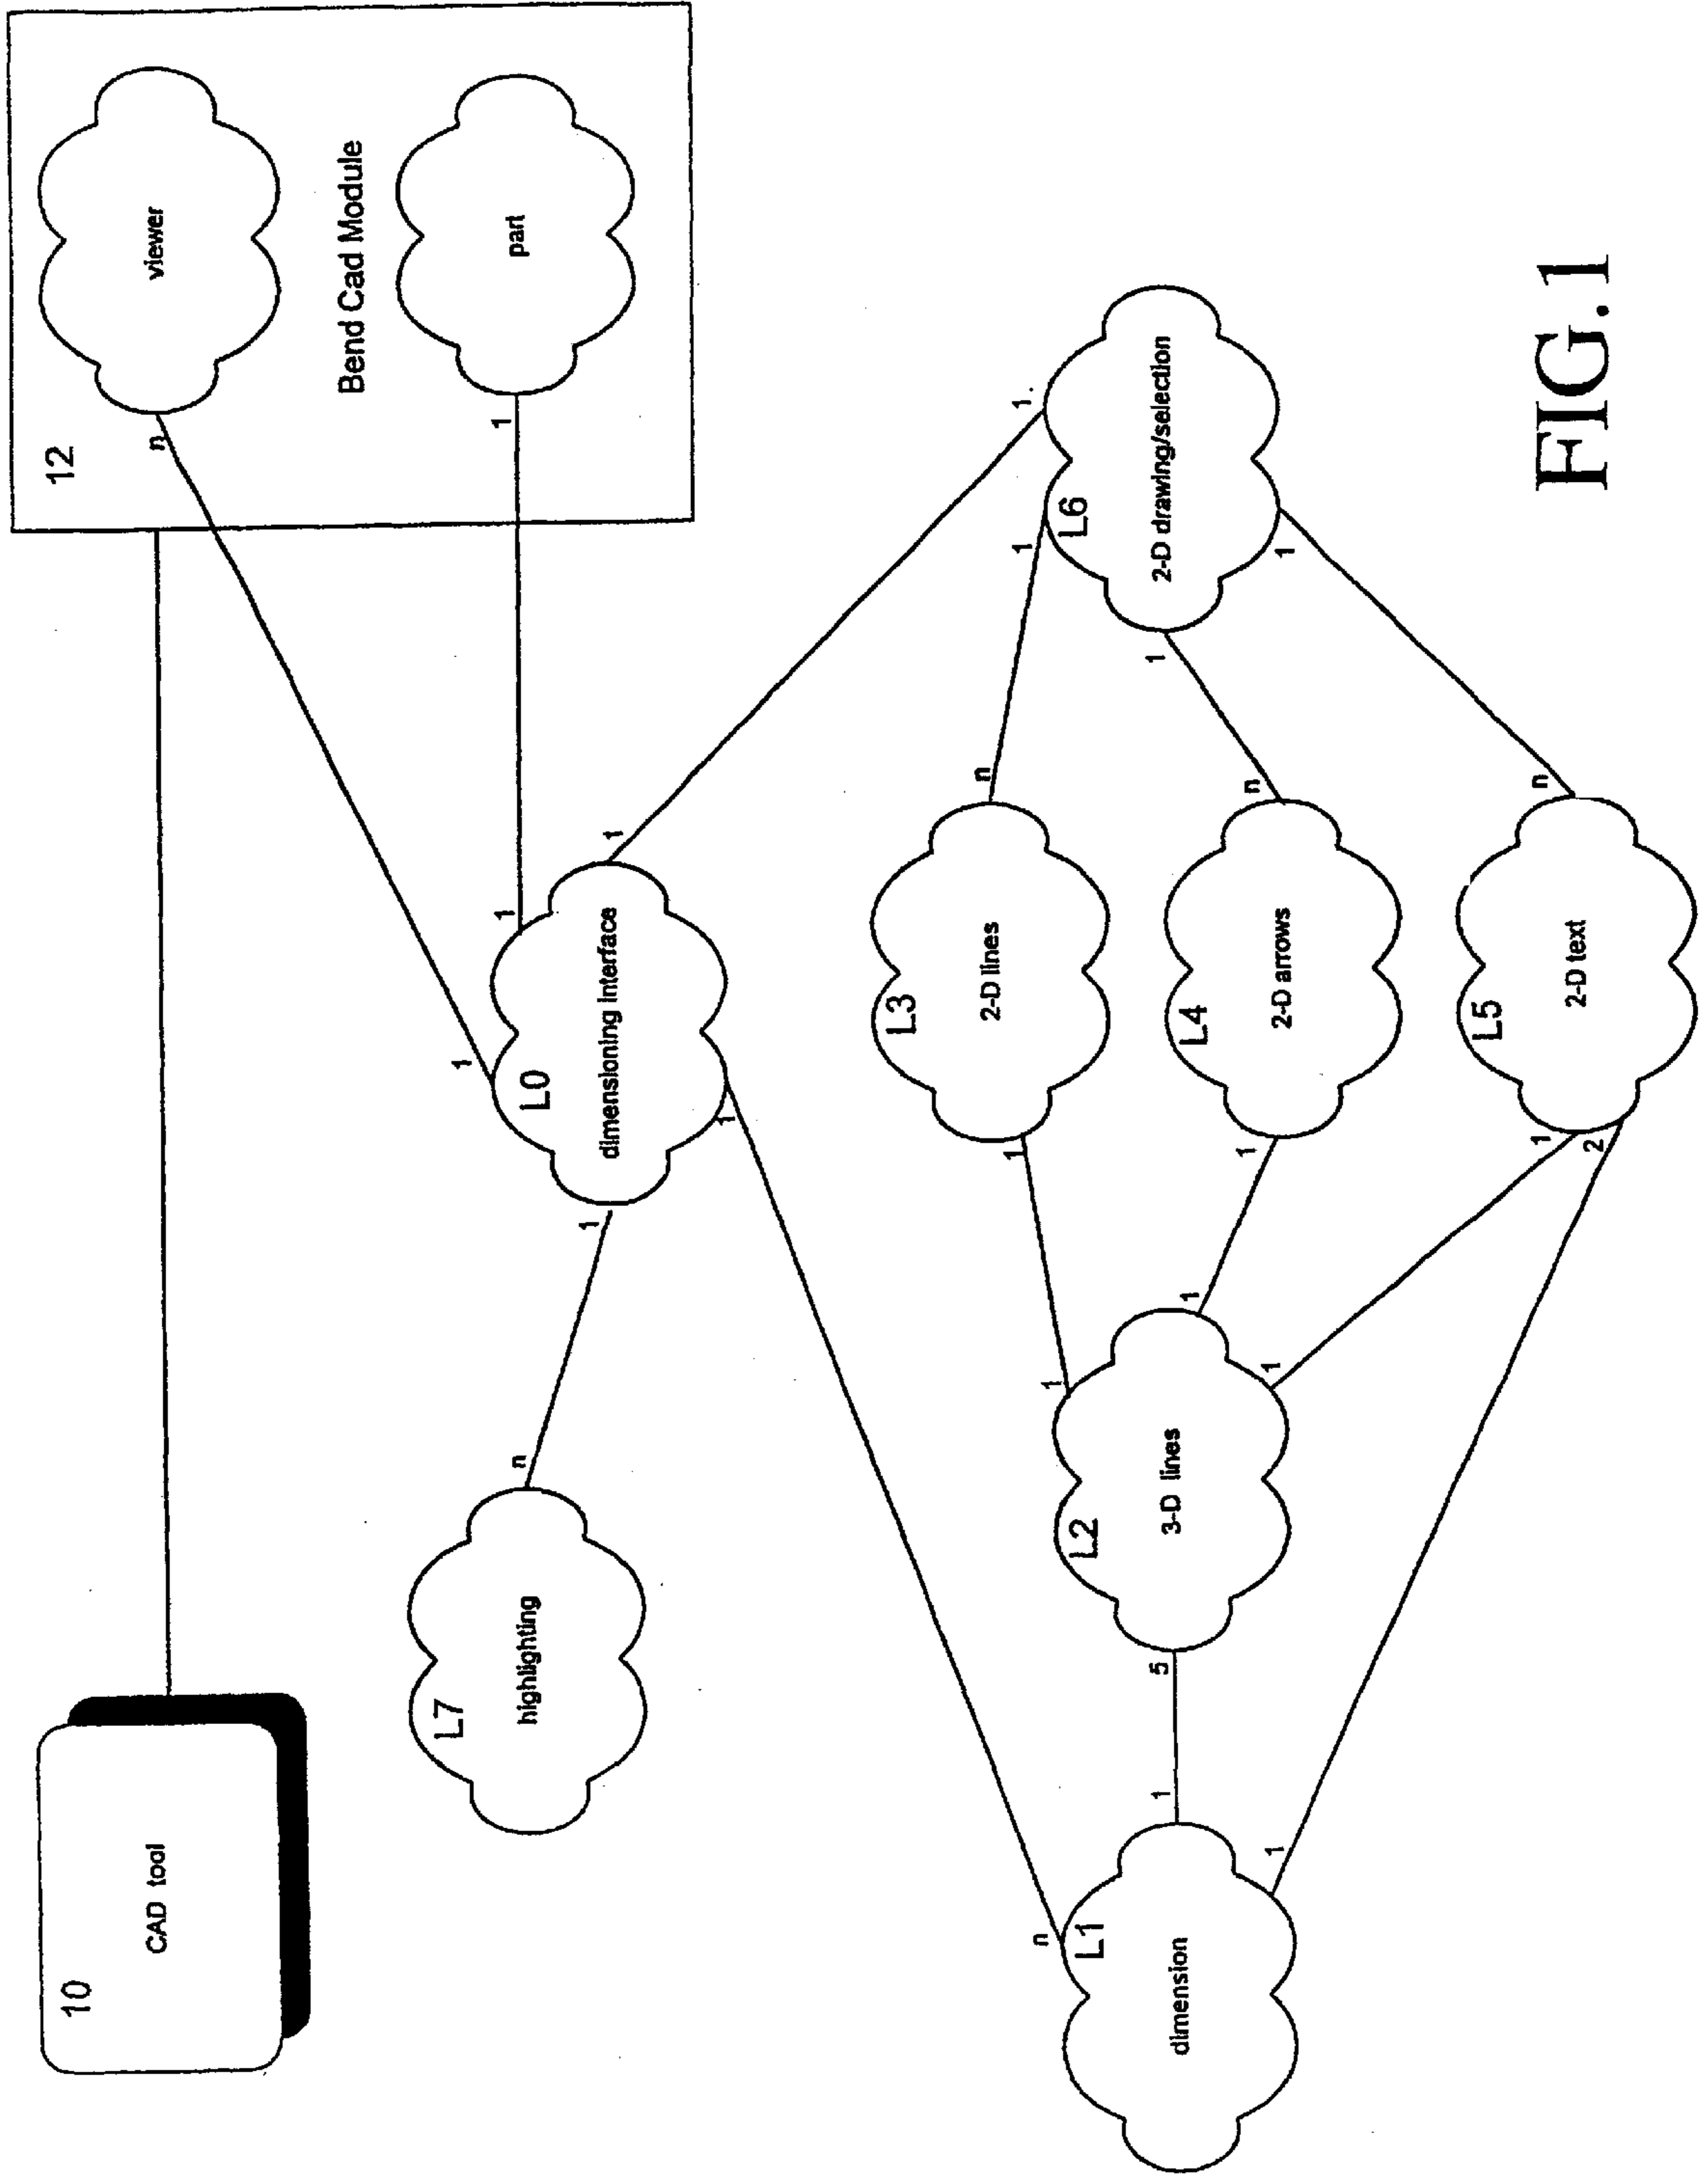 10
12
CAD tool
viewer
n
Bend Cad Module
L7
1
1
1
part
n
highlighting
L0
1
dimensioning interface
1
1
L3
n
2-D lines
1
1
1
n
1
L6
L1
L2
1
5
1
1
2-D drawing/selection
dimension
3-D lines
L4
1
n
2-D arrows
1
1
1
L5
1
n
2-D text
2
FIG.1